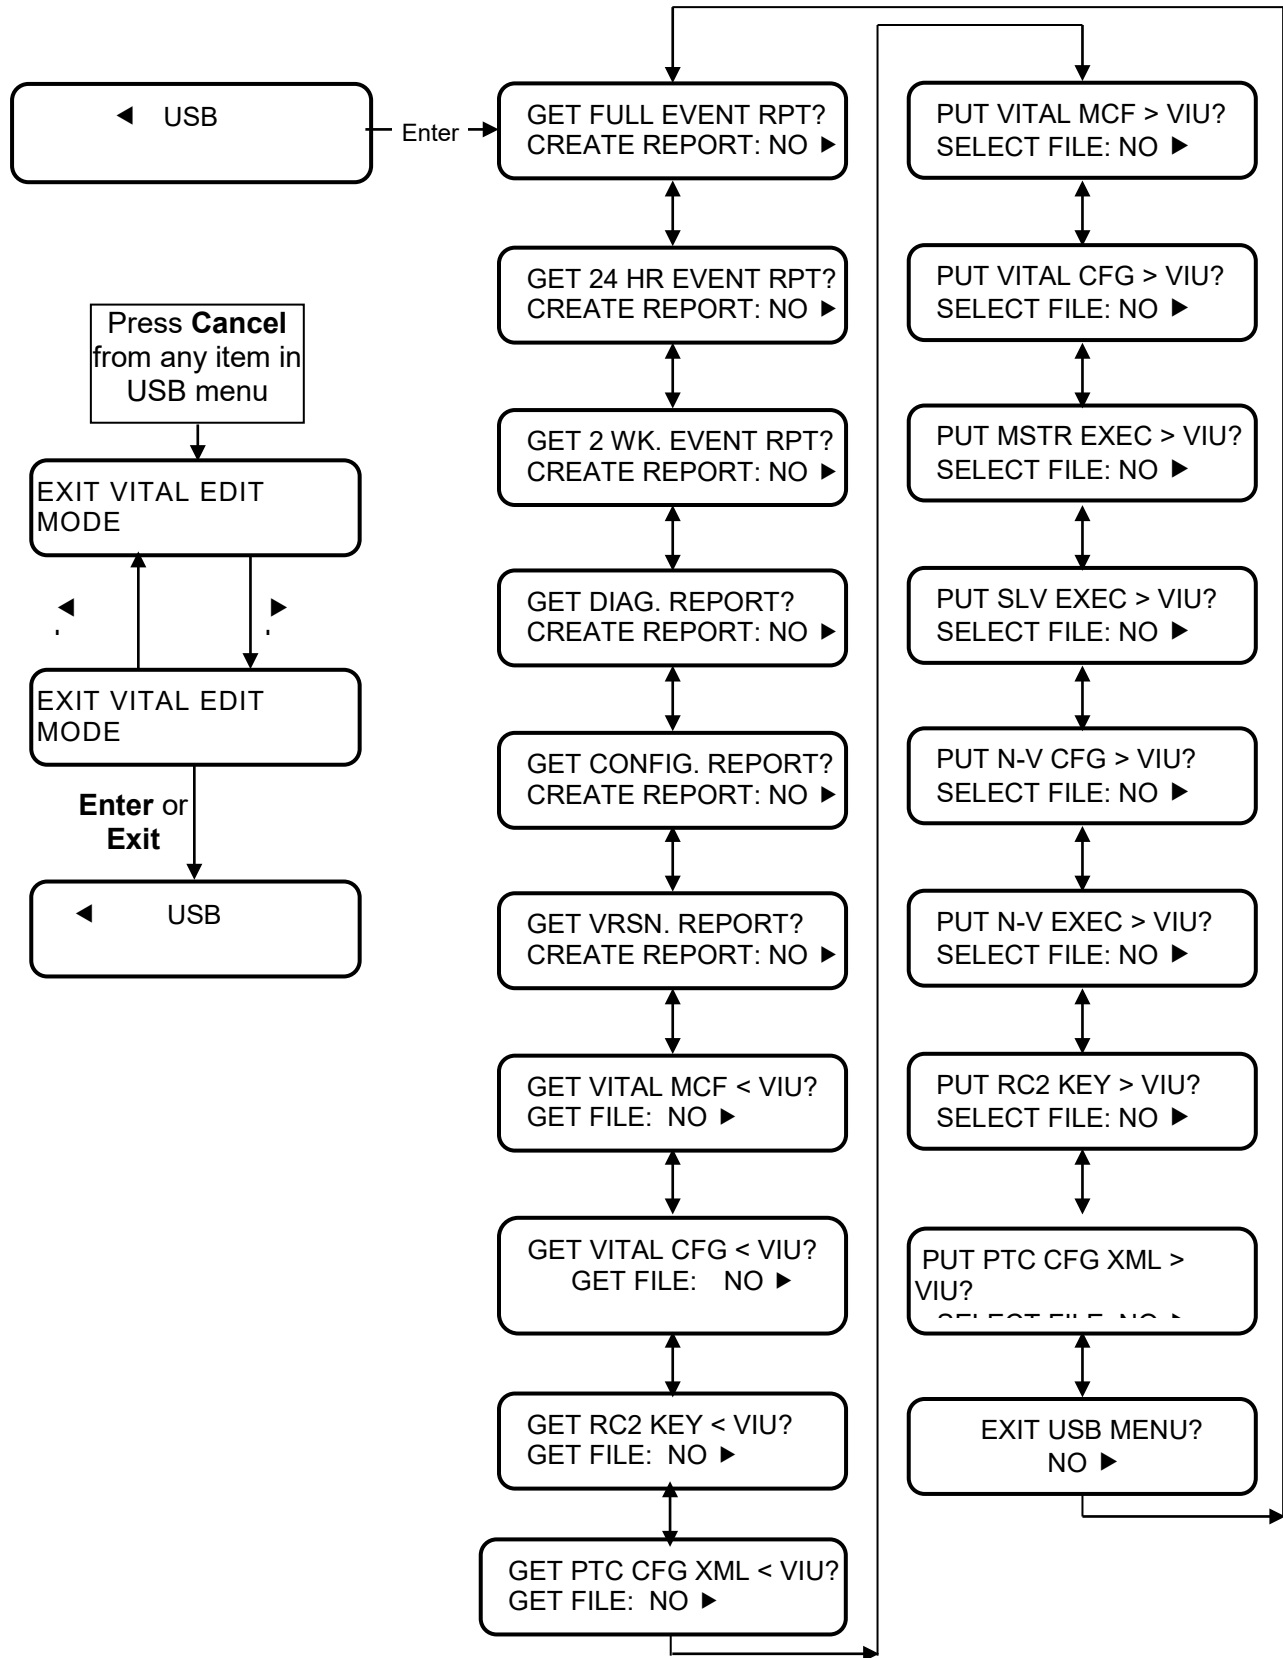 ◄ USB
Enter
Press Cancel
from any item in
USB menu
EXIT VITAL EDIT
MODE
◄ ►
EXIT VITAL EDIT
MODE
Enter or
Exit
◄ USB
GET FULL EVENT RPT?
CREATE REPORT: NO ►
GET 24 HR EVENT RPT?
CREATE REPORT: NO ►
GET 2 WK. EVENT RPT?
CREATE REPORT: NO ►
GET DIAG. REPORT?
CREATE REPORT: NO ►
GET CONFIG. REPORT?
CREATE REPORT: NO ►
GET VRSN. REPORT?
CREATE REPORT: NO ►
GET VITAL MCF < VIU?
GET FILE: NO ►
GET VITAL CFG < VIU?
GET FILE: NO ►
GET RC2 KEY < VIU?
GET FILE: NO ►
GET PTC CFG XML < VIU?
GET FILE: NO ►
PUT VITAL MCF > VIU?
SELECT FILE: NO ►
PUT VITAL CFG > VIU?
SELECT FILE: NO ►
PUT MSTR EXEC > VIU?
SELECT FILE: NO ►
PUT SLV EXEC > VIU?
SELECT FILE: NO ►
PUT N-V CFG > VIU?
SELECT FILE: NO ►
PUT N-V EXEC > VIU?
SELECT FILE: NO ►
PUT RC2 KEY > VIU?
SELECT FILE: NO ►
PUT PTC CFG XML >
VIU?
SELECT FILE: NO ►
EXIT USB MENU?
NO ►